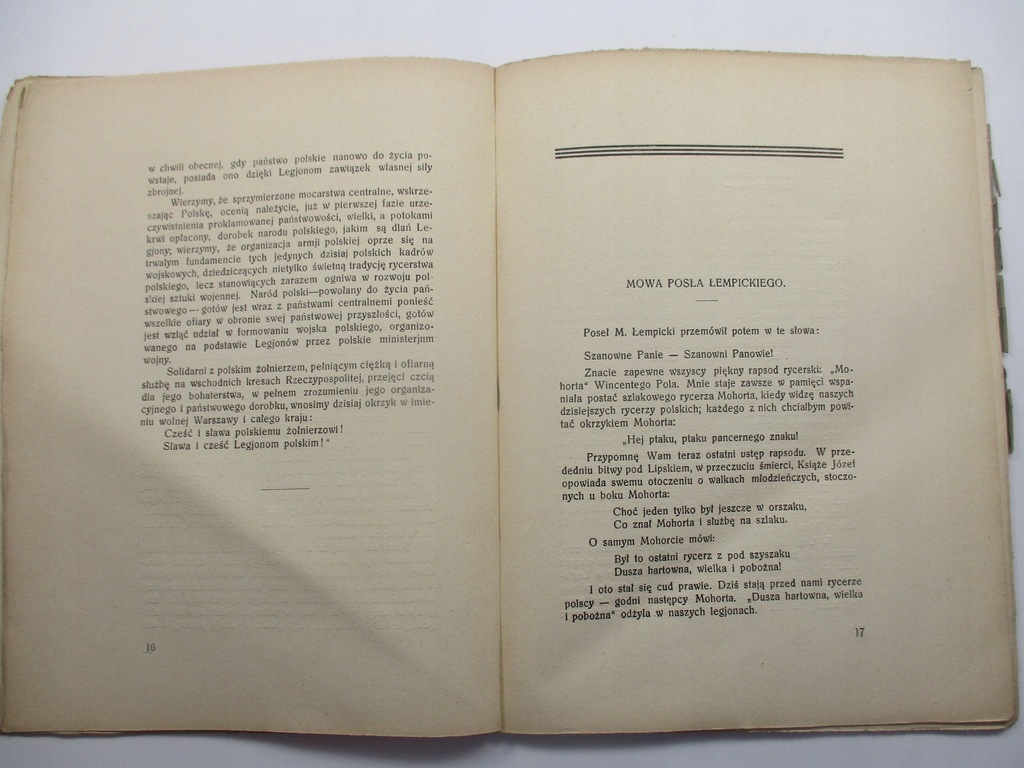 w chwili obecnej, gdy państwo polskie nanowo do życia po-
wstaje, posiada ono dzięki Legjonom zawiązek własnej siły
zbrojnej.
Wierzymy, że sprzymierzone mocarstwa centralne, wskrze-
szając Polskę, ocenią należycie, już w pierwszej fazie urze-
czywistnienia proklamowanej państwowości, wielki, a potokami
krwi opłacony, dorobek narodu polskiego, jakim są dlań Le-
gjony; wierzymy, że organizacja armji polskiej oprze się na
trwałym fundamencie tych jedynych dzisiaj polskich kadrów
wojskowych, dziedziczących nietylko świetną tradycję rycerstwa
polskiego, lecz stanowiących zarazem ogniwa w rozwoju pol-
skiej sztuki wojennej. Naród polski—powołany do życia pań-
stwowego — gotów jest wraz z państwami centralnemi ponieść
wszelkie ofiary w obronie swej państwowej przyszłości, gotów
jest wziąć udział w formowaniu wojska polskiego, organizo-
wanego na podstawie Legjonów przez polskie ministerjum
wojny.
Solidarni z polskim żołnierzem, pełniącym ciężką i ofiarną
służbę na wschodnich kresach Rzeczypospolitej, przejęci czcią
dla jego bohaterstwa, w pełnem zrozumieniu jego organiza-
cyjnego i państwowego dorobku, wnosimy dzisiaj okrzyk w imie-
niu wolnej Warszawy i całego kraju:
Cześć i sława polskiemu żołnierzowi!
Sława i cześć Legjonom polskim!“
16
MOWA POSŁA ŁEMPICKIEGO.
Poseł M. Łempicki przemówił potem w te słowa:
Szanowne Panie — Szanowni Panowie!
Znacie zapewne wszyscy piękny rapsod rycerski: „Mo-
horta“ Wincentego Pola. Mnie staje zawsze w pamięci wspa-
niała postać szlakowego rycerza Mohorta, kiedy widzę naszych
dzisiejszych rycerzy polskich; każdego z nich chciałbym powi-
tać okrzykiem Mohorta:
„Hej ptaku, ptaku pancernego znaku!
Przypomnę Wam teraz ostatni ustęp rapsodu. W prze-
dedniu bitwy pod Lipskiem, w przeczuciu śmierci, Książe Józef
opowiada swemu otoczeniu o walkach młodzieńczych, stoczo-
nych u boku Mohorta:
Choć jeden tylko był jeszcze w orszaku,
Co znał Mohorta i służbę na szlaku.
O samym Mohorcie mówi:
Był to ostatni rycerz z pod szyszaku
Dusza hartowna, wielka i pobożna!
I oto stał się cud prawie. Dziś stają przed nami rycerze
polscy — godni następcy Mohorta. „Dusza hartowna, wielka
i pobożna“ odżyła w naszych legjonach.
17